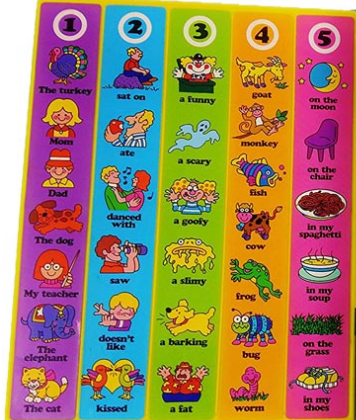 1
The turkey
Mom
Dad
The dog
My teacher
The
elephant
The cat
2
sat on
ate
danced
with
saw
doesn't
like
kissed
3
a funny
a scary
a goofy
a slimy
a barking
a fat
4
goat
monkey
fish
cow
frog
bug
worm
5
on the
moon
on the
chair
in my
spaghetti
in my
soup
on the
grass
in my
shoes